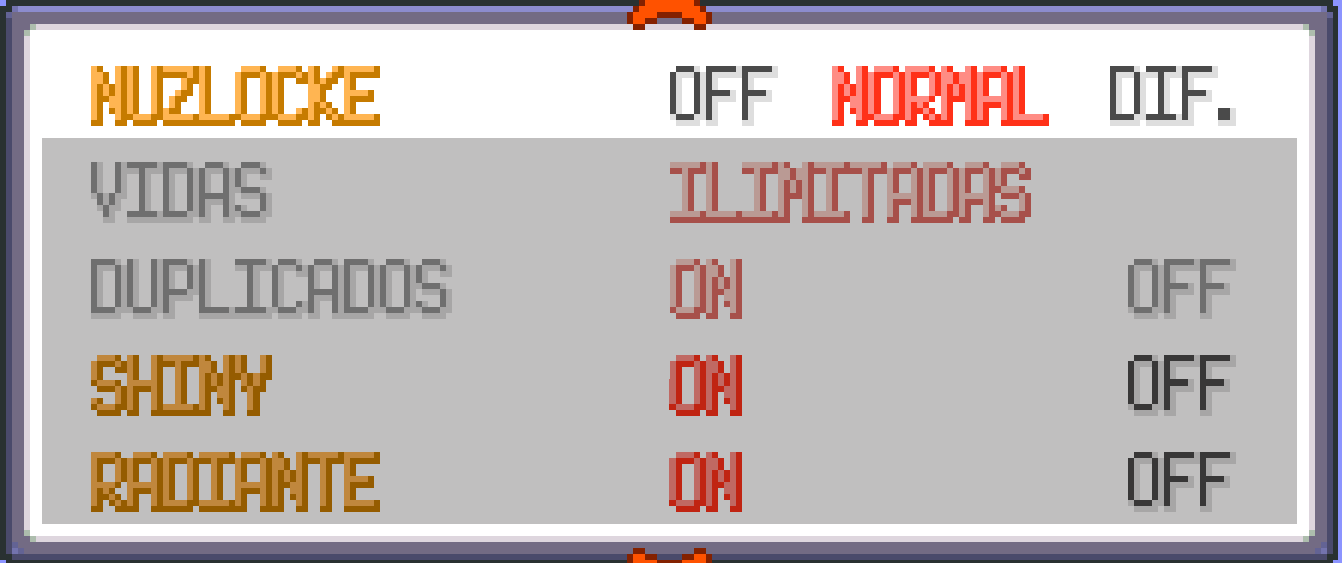 NUZLOCKE OFF NORMAL DIF.
VIDAS ILIMITADAS
DUPLICADOS ON OFF
SHINY ON OFF
RADIANTE ON OFF